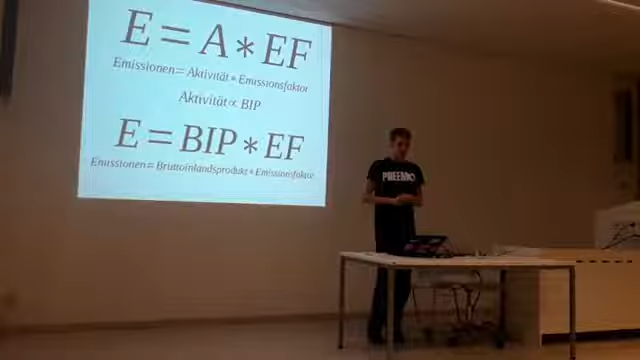 E = A * EF
Emissionen = Aktivität * Emissionsfaktor
Aktivität ∝ BIP
E = BIP * EF
Emissionen = Bruttoinlandsprodukt * Emissionsfaktor